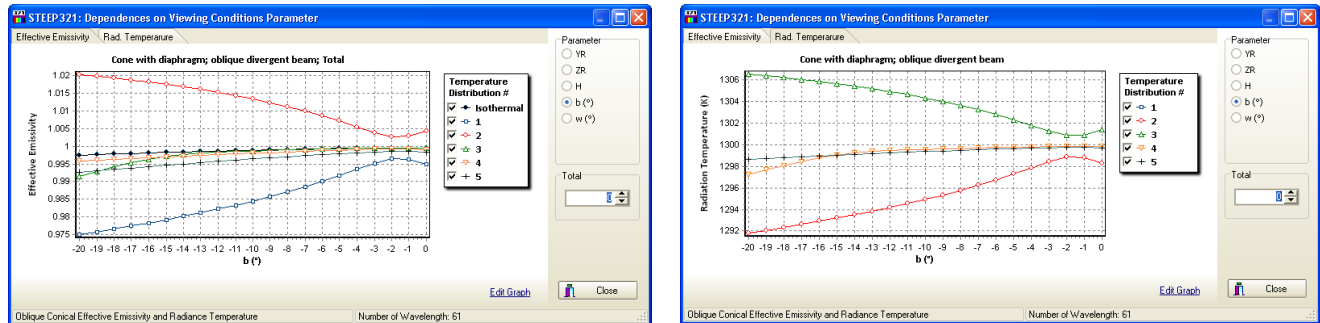 STEEP321: Dependences on Viewing Conditions Parameter
Effective Emissivity
Rad. Temperarure
Cone with diaphragm; oblique divergent beam; Total
1.02
1.015
1.01
1.005
1
0.995
0.99
0.985
0.98
0.975
Effective Emissivity
-20 -19 -18 -17 -16 -15 -14 -13 -12 -11 -10 -9 -8 -7 -6 -5 -4 -3 -2 -1 0
b (°)
Temperature
Distribution #
Isothermal
1
2
3
4
5
Edit Graph
Parameter
YR
ZR
H
b (°)
w (°)
Total
0
Close
Oblique Conical Effective Emissivity and Radiance Temperature
Number of Wavelength: 61
STEEP321: Dependences on Viewing Conditions Parameter
Effective Emissivity
Rad. Temperarure
Cone with diaphragm; oblique divergent beam
1306
1304
1302
1300
1298
1296
1294
1292
Radiation Temperature (K)
-20 -19 -18 -17 -16 -15 -14 -13 -12 -11 -10 -9 -8 -7 -6 -5 -4 -3 -2 -1 0
b (°)
Temperature
Distribution #
1
2
3
4
5
Edit Graph
Parameter
YR
ZR
H
b (°)
w (°)
Total
0
Close
Oblique Conical Effective Emissivity and Radiance Temperature
Number of Wavelength: 61